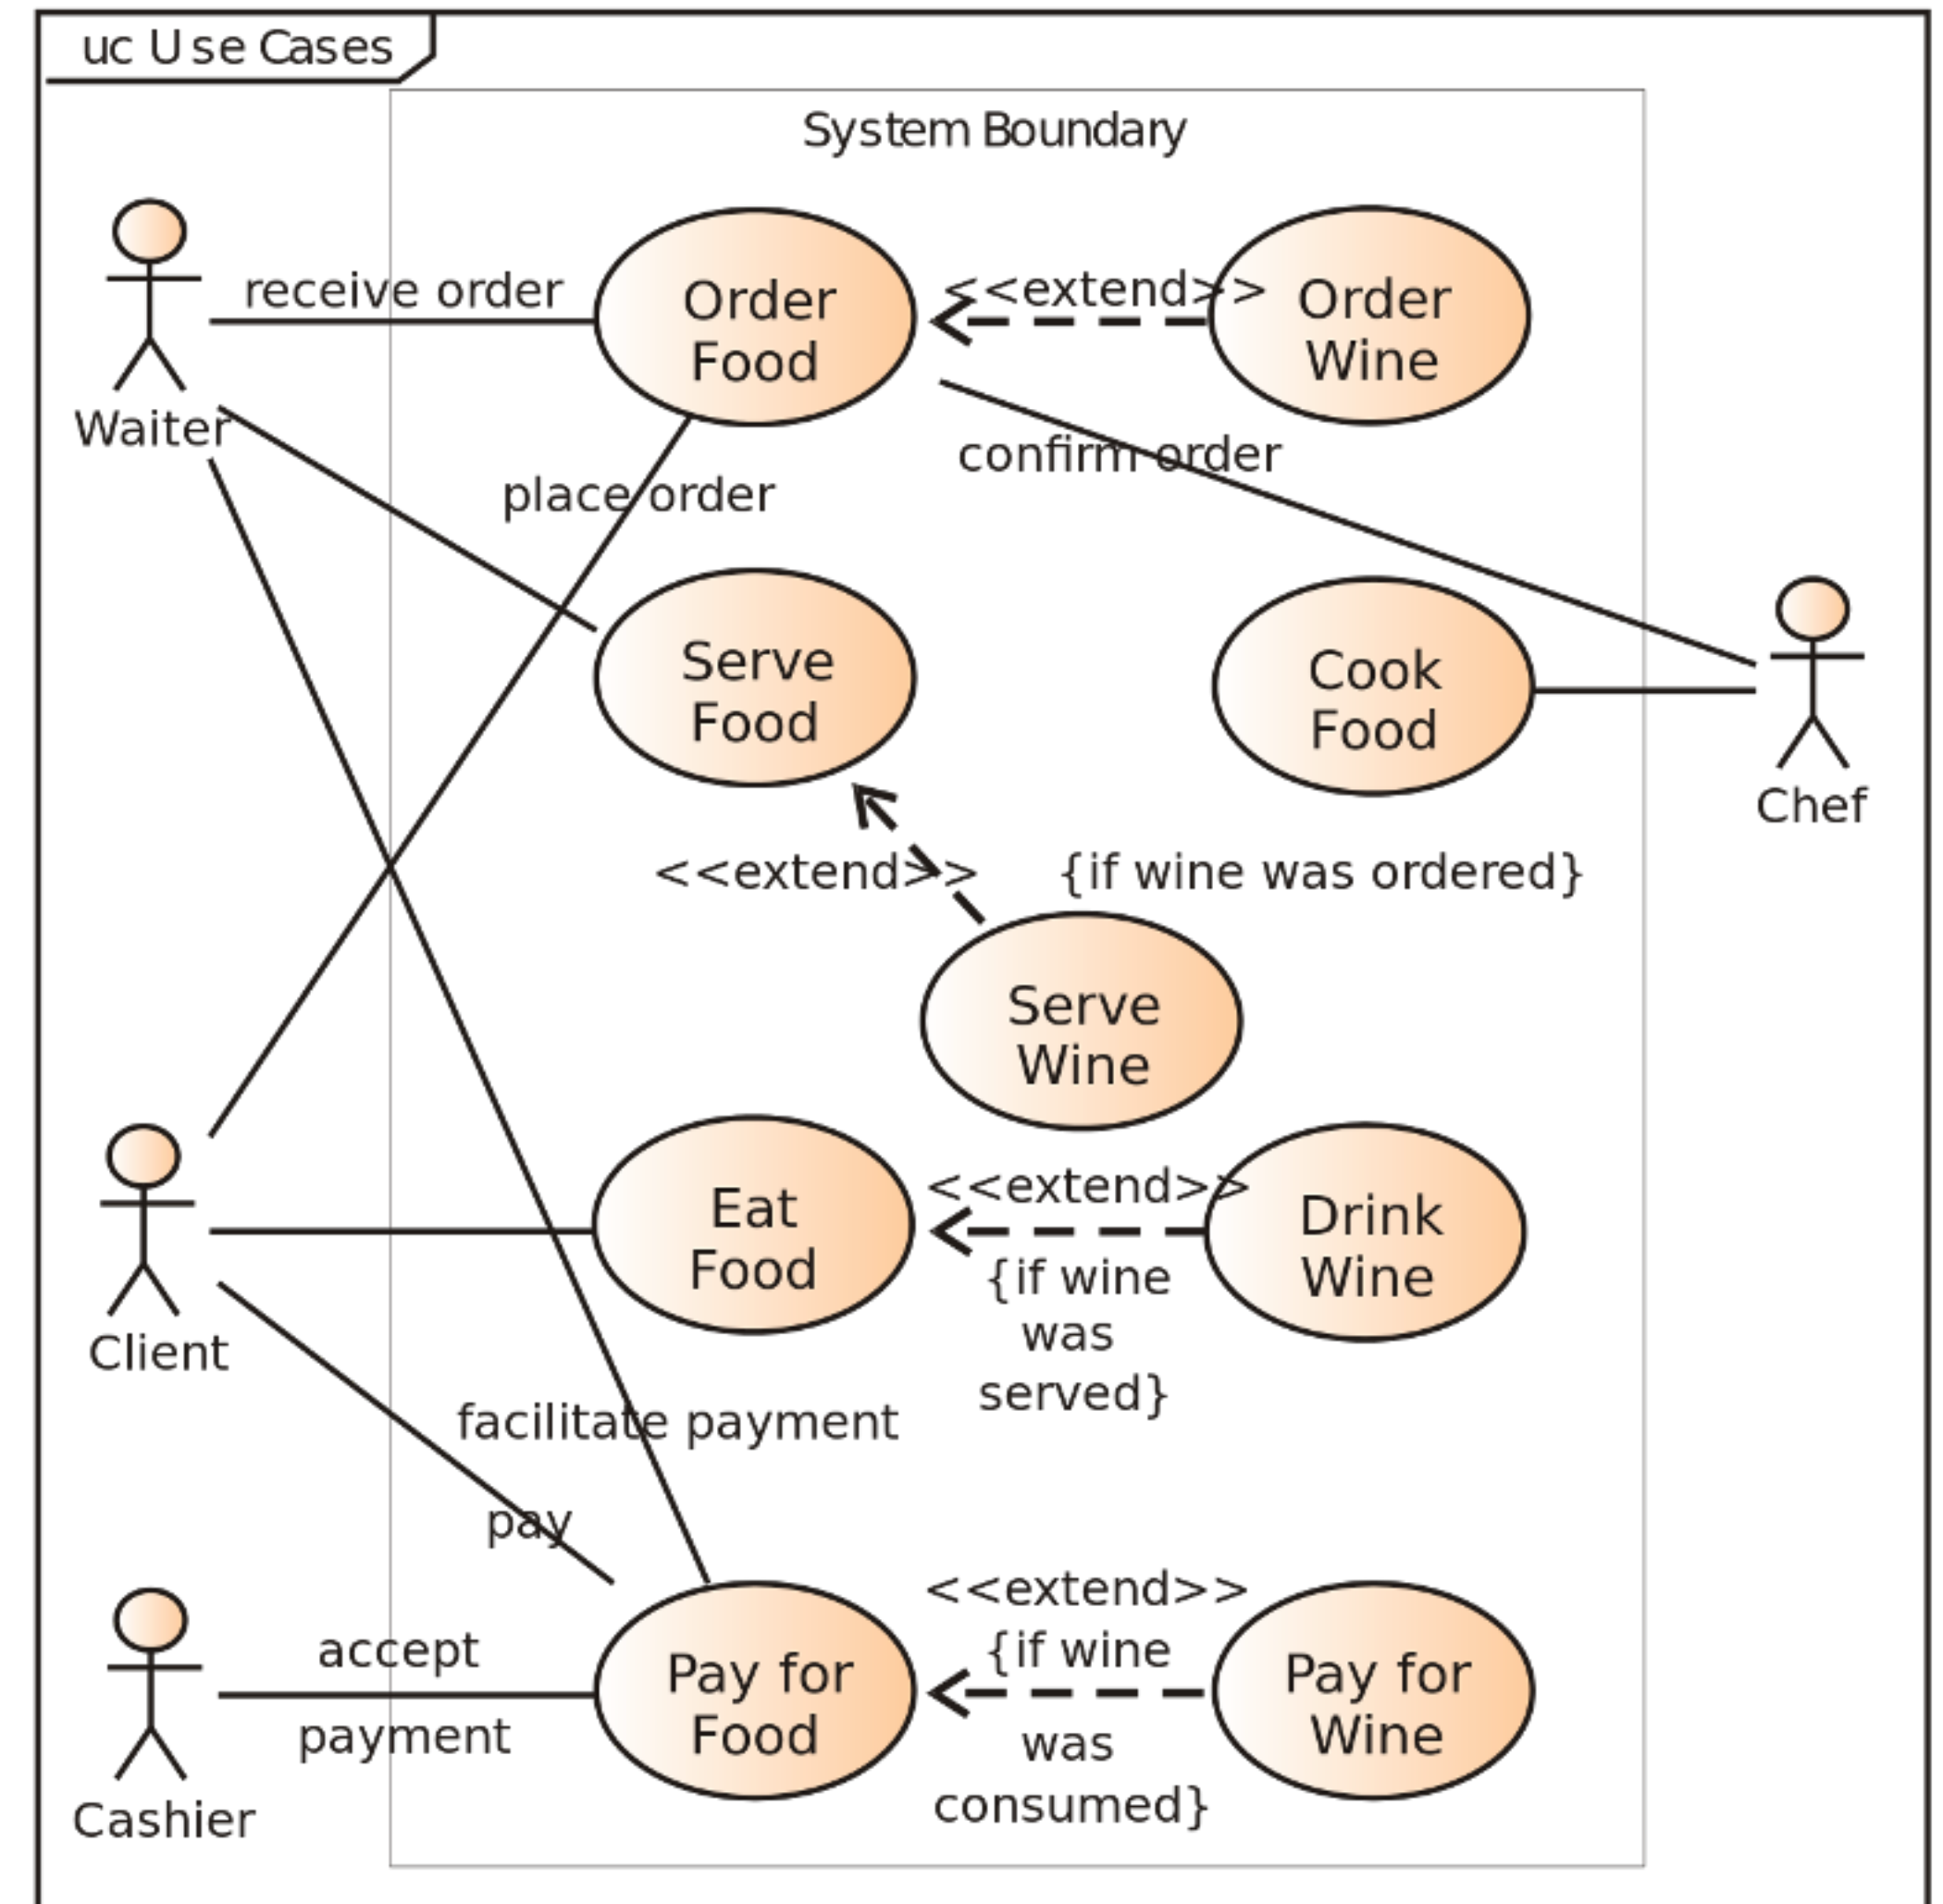 uc Use Cases
System Boundary
receive order
Order
Food
<<extend>>
Order
Wine
Waiter
confirm order
place order
Serve
Food
Cook
Food
Chef
<<extend>>
{if wine was ordered}
Serve
Wine
Eat
Food
<<extend>>
{if wine
was
served}
Drink
Wine
Client
facilitate payment
pay
accept
payment
Cashier
Pay for
Food
<<extend>>
{if wine
was
consumed}
Pay for
Wine